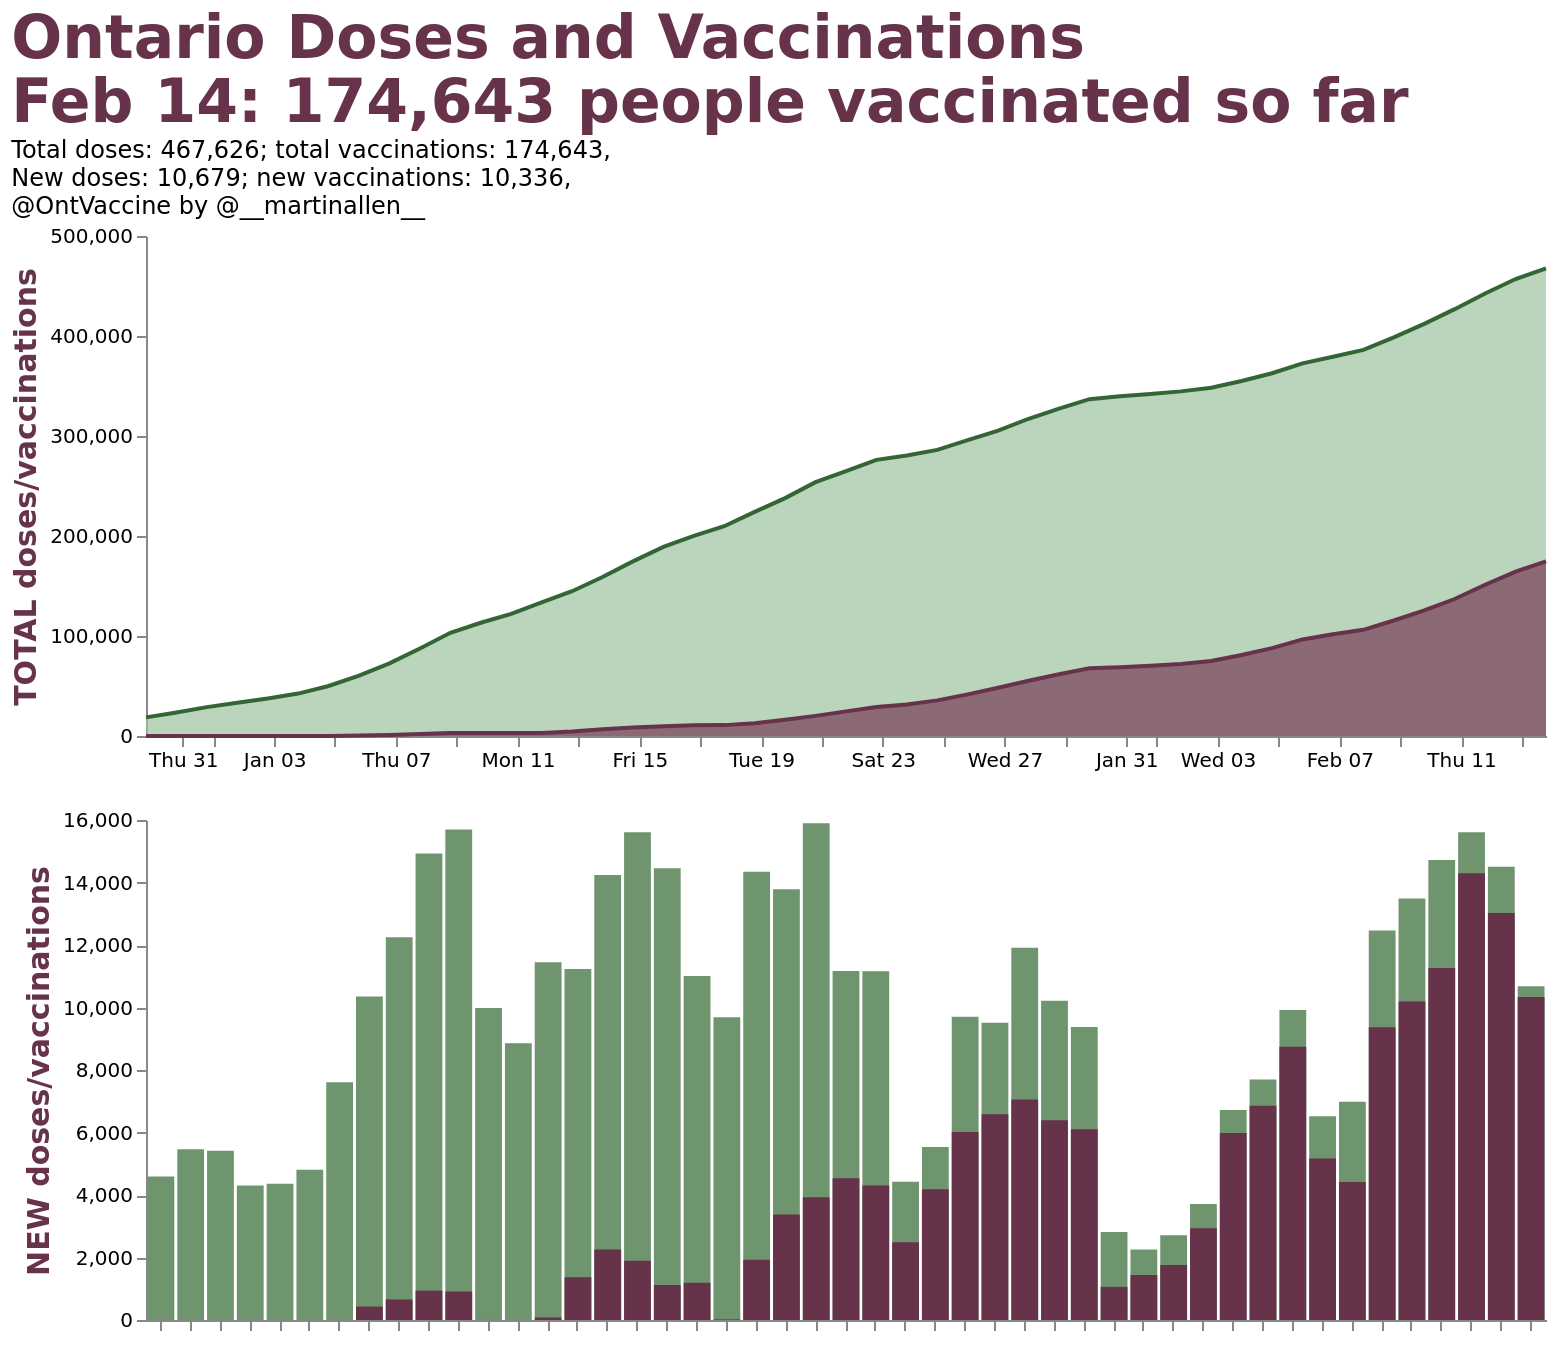 Ontario Doses and Vaccinations
Feb 14: 174,643 people vaccinated so far
Total doses: 467,626; total vaccinations: 174,643,
New doses: 10,679; new vaccinations: 10,336,
@OntVaccine by @__martinallen__
TOTAL doses/vaccinations
500,000
400,000
300,000
200,000
100,000
0
Thu 31 Jan 03 Thu 07 Mon 11 Fri 15 Tue 19 Sat 23 Wed 27 Jan 31 Wed 03 Feb 07 Thu 11
NEW doses/vaccinations
16,000
14,000
12,000
10,000
8,000
6,000
4,000
2,000
0